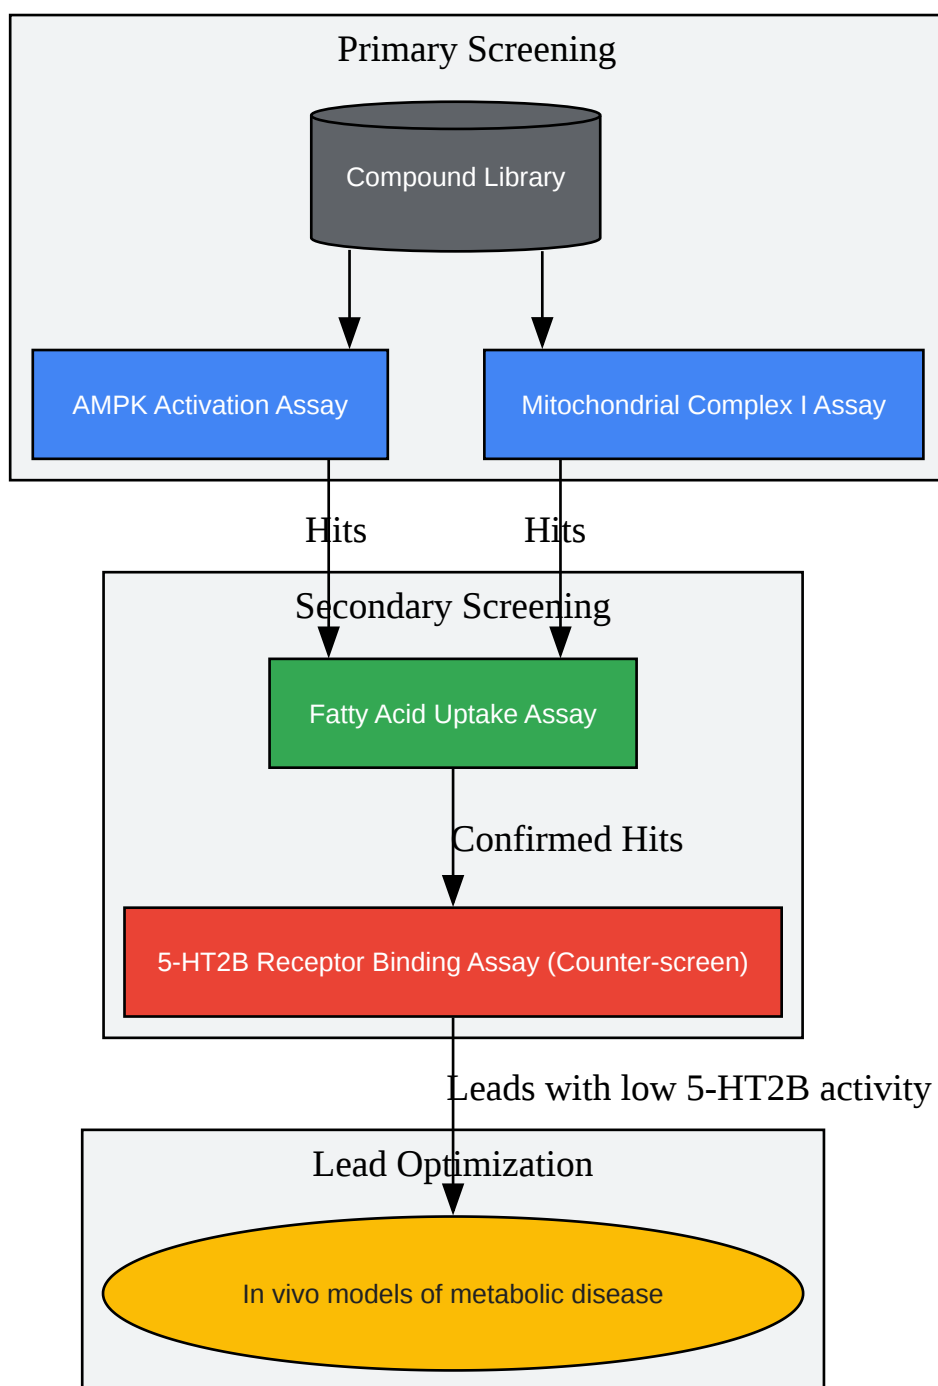 Primary Screening
Compound Library
AMPK Activation Assay
Mitochondrial Complex I Assay
Hits
Hits
Secondary Screening
Fatty Acid Uptake Assay
Confirmed Hits
5-HT2B Receptor Binding Assay (Counter-screen)
Leads with low 5-HT2B activity
Lead Optimization
In vivo models of metabolic disease